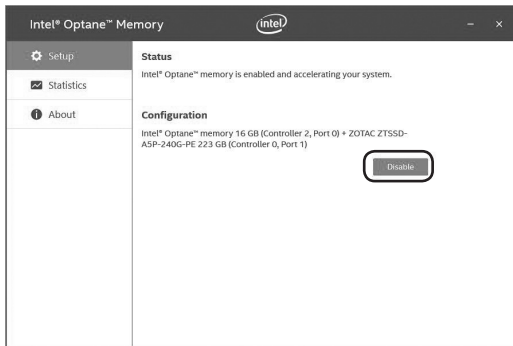 Intel® Optane™ Memory
intel
Setup
Statistics
About
Status
Intel® Optane™ memory is enabled and accelerating your system.
Configuration
Intel® Optane™ memory 16 GB (Controller 2, Port 0) + ZOTAC ZTSSD-
A5P-240G-PE 223 GB (Controller 0, Port 1)
Disable